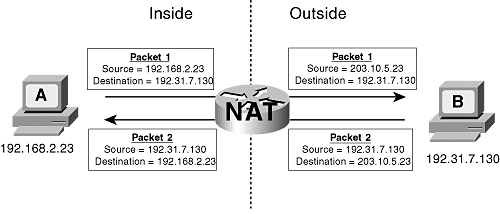 Inside
Outside
Packet 1
Source = 192.168.2.23
Destination = 192.31.7.130
Packet 1
Source = 203.10.5.23
Destination = 192.31.7.130
A
NAT
B
192.168.2.23
Packet 2
Source = 192.31.7.130
Destination = 192.168.2.23
Packet 2
Source = 192.31.7.130
Destination = 203.10.5.23
192.31.7.130